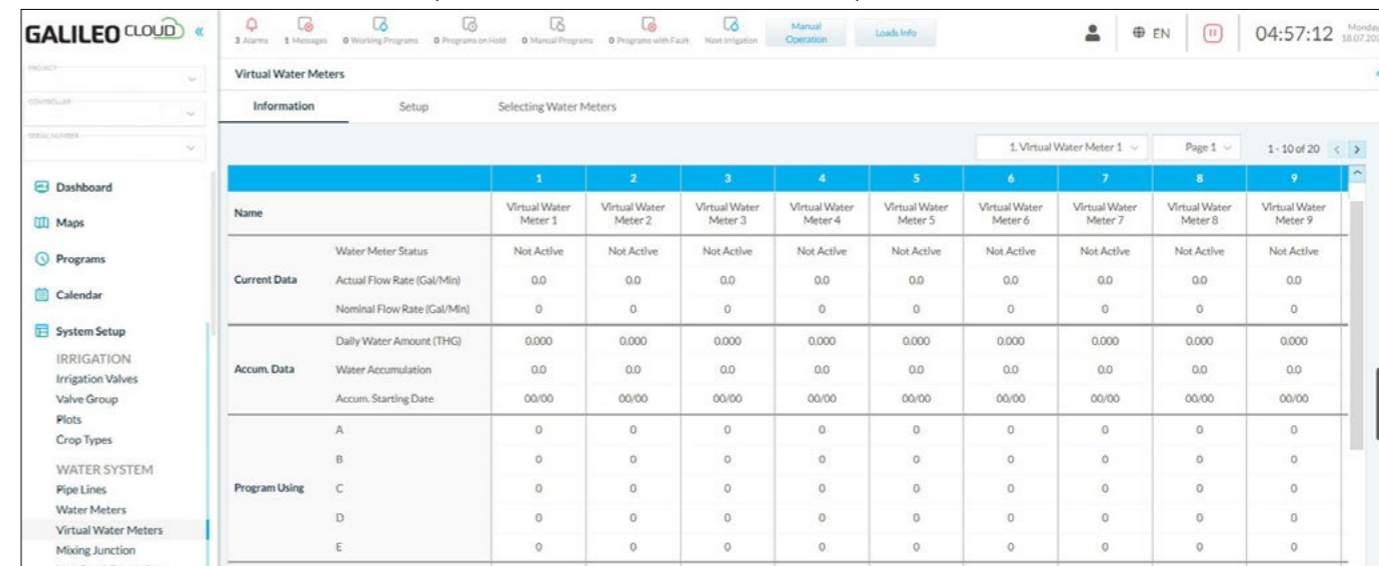 GALILEO CLOUD «
3 Alarms 1 Messages 0 Working Programs 0 Programs on Hold 0 Manual Programs 0 Programs with Fault Next Irrigation Manual Operation Loads Info EN 04:57:12 Monday
PROJECT
CONTROLLER
SERIAL NUMBER
Dashboard
Maps
Programs
Calendar
System Setup
IRRIGATION
Irrigation Valves
Valve Group
Plots
Crop Types
WATER SYSTEM
Pipe Lines
Water Meters
Virtual Water Meters
Mixing Junction
Virtual Water Meters
Information Setup Selecting Water Meters
1. Virtual Water Meter 1 Page 1 1 - 10 of 20 < >
1 2 3 4 5 6 7 8 9
Name Virtual Water Meter 1 Virtual Water Meter 2 Virtual Water Meter 3 Virtual Water Meter 4 Virtual Water Meter 5 Virtual Water Meter 6 Virtual Water Meter 7 Virtual Water Meter 8 Virtual Water Meter 9
Current Data
Water Meter Status Not Active Not Active Not Active Not Active Not Active Not Active Not Active Not Active Not Active
Actual Flow Rate (Gal/Min) 0.0 0.0 0.0 0.0 0.0 0.0 0.0 0.0 0.0
Nominal Flow Rate (Gal/Min) 0 0 0 0 0 0 0 0 0
Accum. Data
Daily Water Amount (THG) 0.000 0.000 0.000 0.000 0.000 0.000 0.000 0.000 0.000
Water Accumulation 0.0 0.0 0.0 0.0 0.0 0.0 0.0 0.0 0.0
Accum. Starting Date 00/00 00/00 00/00 00/00 00/00 00/00 00/00 00/00 00/00
Program Using
A 0 0 0 0 0 0 0 0 0
B 0 0 0 0 0 0 0 0 0
C 0 0 0 0 0 0 0 0 0
D 0 0 0 0 0 0 0 0 0
E 0 0 0 0 0 0 0 0 0